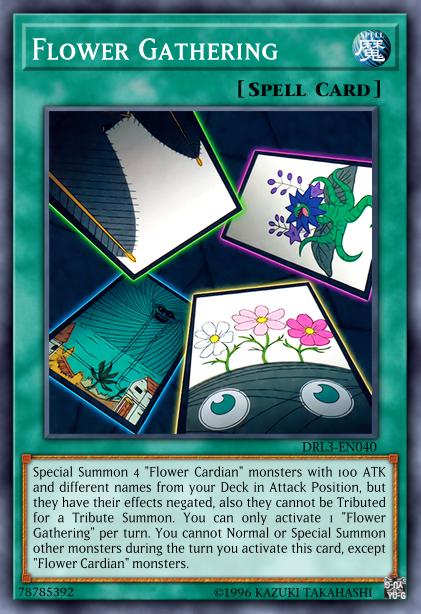 FLOWER GATHERING
SPELL
魔
[ SPELL CARD ]
DRL3-EN040
Special Summon 4 "Flower Cardian" monsters with 100 ATK
and different names from your Deck in Attack Position, but
they have their effects negated, also they cannot be Tributed
for a Tribute Summon. You can only activate 1 "Flower
Gathering" per turn. You cannot Normal or Special Summon
other monsters during the turn you activate this card, except
"Flower Cardian" monsters.
78785392
©1996 KAZUKI TAKAHASHI